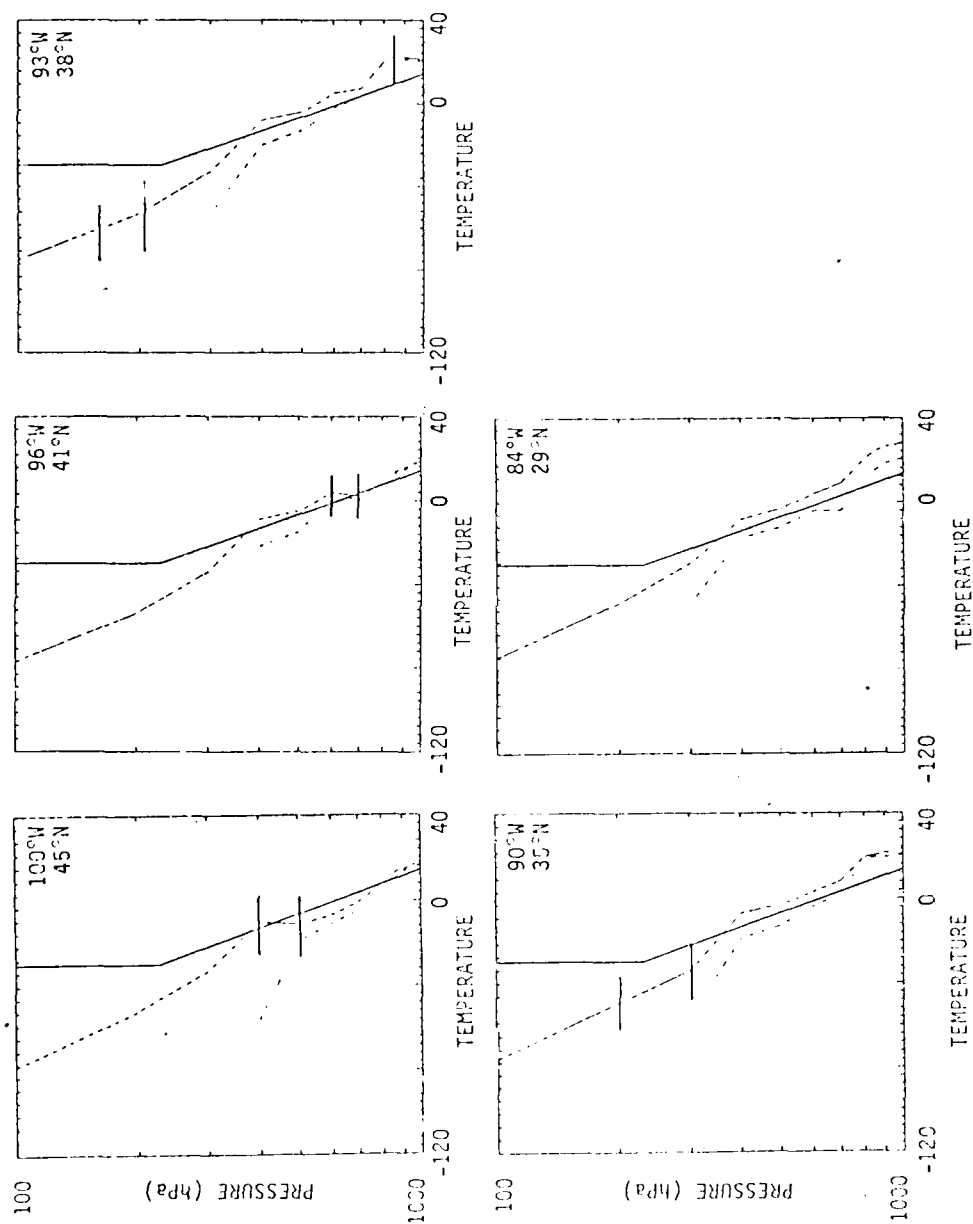 100°W
45°N
100
PRESSURE (hPa)
1000
-120
0
40
TEMPERATURE
96°W
41°N
-120
0
40
TEMPERATURE
93°W
38°N
-120
0
40
TEMPERATURE
90°W
35°N
100
PRESSURE (hPa)
1000
-120
0
40
TEMPERATURE
84°W
29°N
-120
0
40
TEMPERATURE